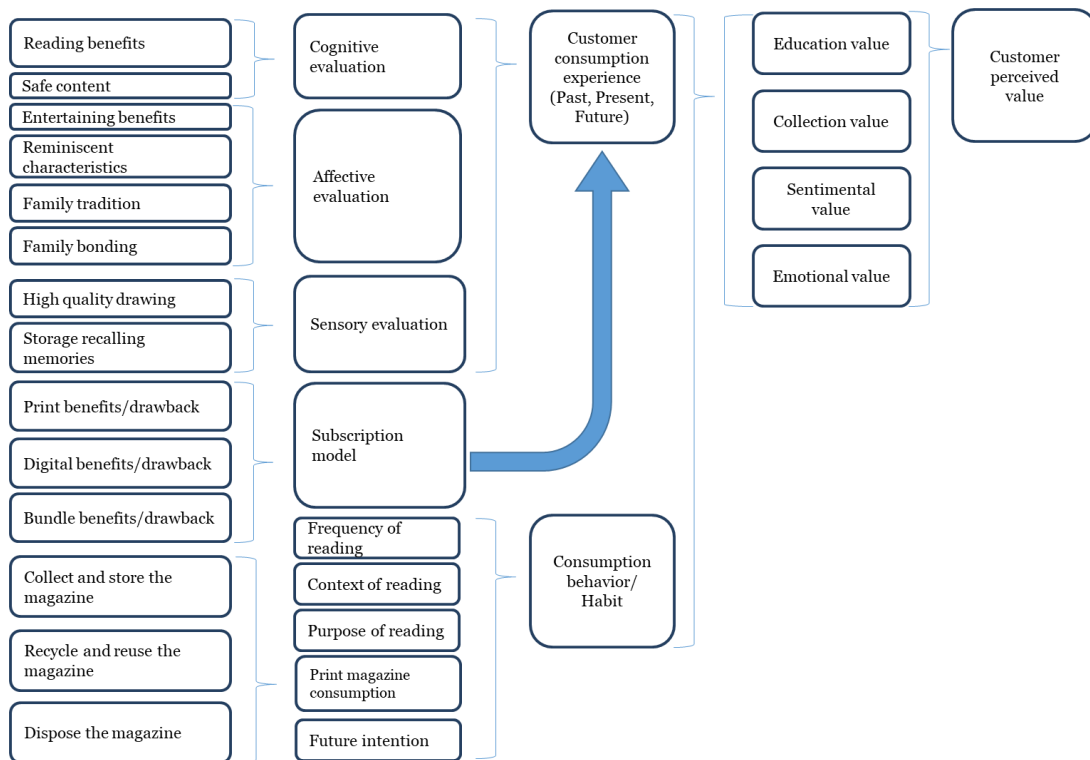 Reading benefits
Safe content
Entertaining benefits
Reminiscent
characteristics
Family tradition
Family bonding
High quality drawing
Storage recalling
memories
Print benefits/drawback
Digital benefits/drawback
Bundle benefits/drawback
Collect and store the
magazine
Recycle and reuse the
magazine
Dispose the magazine
Cognitive
evaluation
Affective
evaluation
Sensory evaluation
Subscription
model
Frequency of
reading
Context of reading
Purpose of reading
Print magazine
consumption
Future intention
Customer
consumption
experience
(Past, Present,
Future)
Consumption
behavior/
Habit
Education value
Collection value
Sentimental
value
Emotional value
Customer
perceived
value